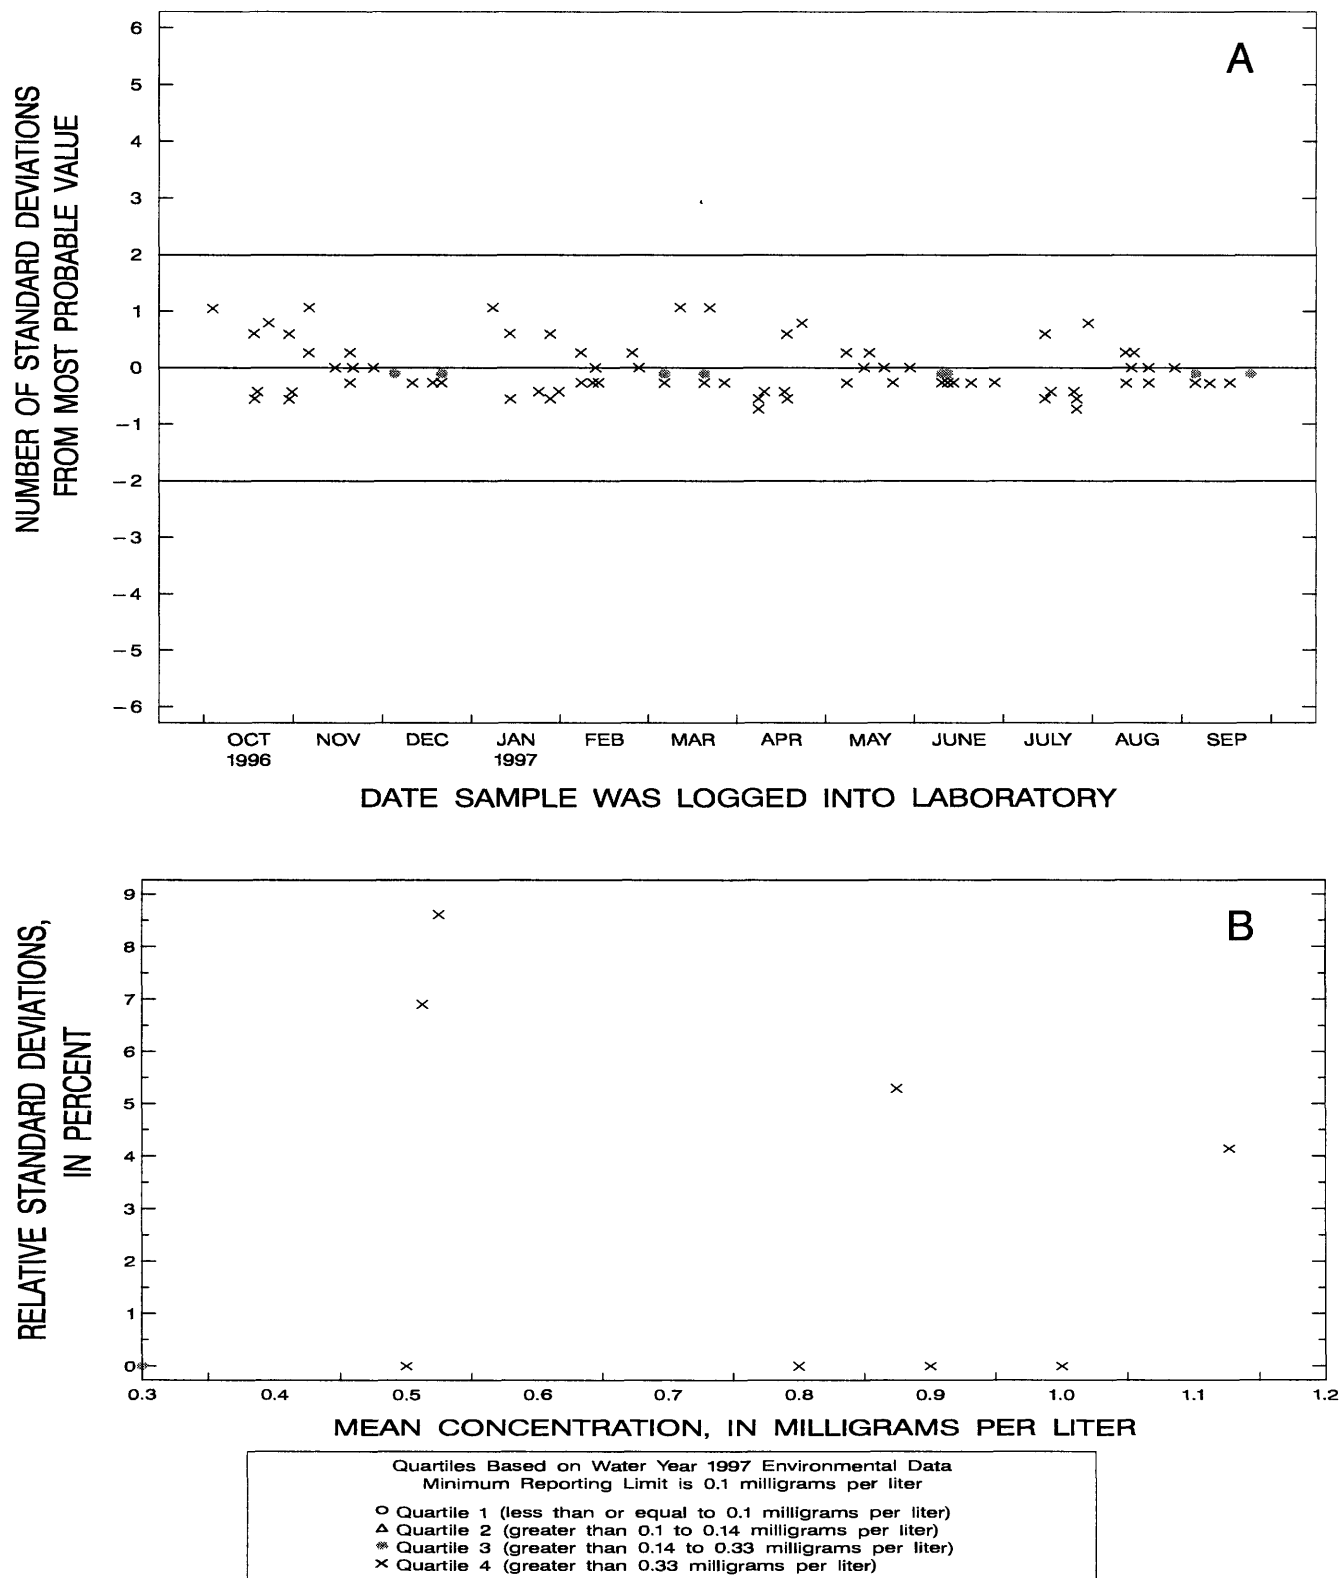 A
NUMBER OF STANDARD DEVIATIONS
FROM MOST PROBABLE VALUE
6
5
4
3
2
1
0
−1
−2
−3
−4
−5
−6
OCT NOV DEC JAN FEB MAR APR MAY JUNE JULY AUG SEP
1996 1997
DATE SAMPLE WAS LOGGED INTO LABORATORY
B
RELATIVE STANDARD DEVIATIONS,
IN PERCENT
9
8
7
6
5
4
3
2
1
0
0.3 0.4 0.5 0.6 0.7 0.8 0.9 1.0 1.1 1.2
MEAN CONCENTRATION, IN MILLIGRAMS PER LITER
Quartiles Based on Water Year 1997 Environmental Data
Minimum Reporting Limit is 0.1 milligrams per liter
Quartile 1 (less than or equal to 0.1 milligrams per liter)
Quartile 2 (greater than 0.1 to 0.14 milligrams per liter)
Quartile 3 (greater than 0.14 to 0.33 milligrams per liter)
Quartile 4 (greater than 0.33 milligrams per liter)